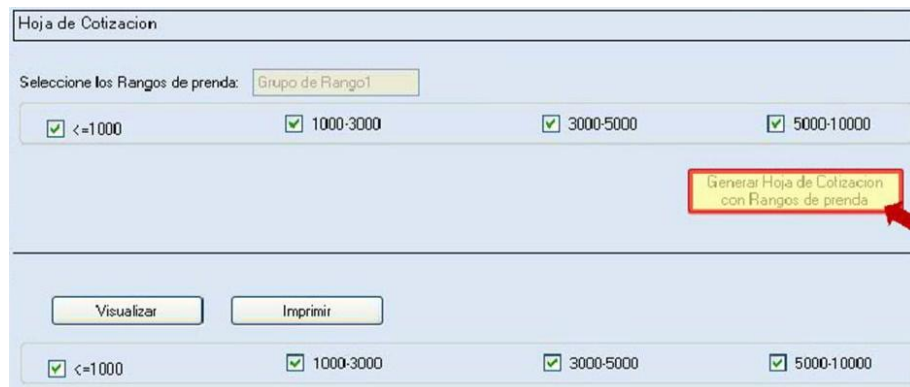 Hoja de Cotizacion
Seleccione los Rangos de prenda: Grupo de Rango1
<=1000 1000-3000 3000-5000 5000-10000
Generar Hoja de Cotizacion
con Rangos de prenda
Visualizar Imprimir
<=1000 1000-3000 3000-5000 5000-10000